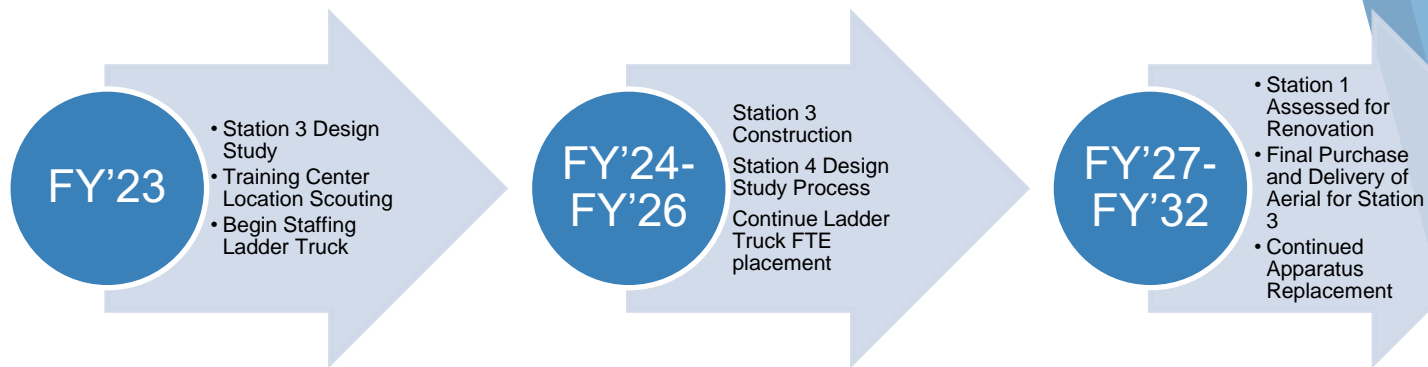 FY'23
• Station 3 Design
Study
• Training Center
Location Scouting
• Begin Staffing
Ladder Truck
FY'24-
FY'26
Station 3
Construction
Station 4 Design
Study Process
Continue Ladder
Truck FTE
placement
FY'27-
FY'32
• Station 1
Assessed for
Renovation
• Final Purchase
and Delivery of
Aerial for Station
3
• Continued
Apparatus
Replacement